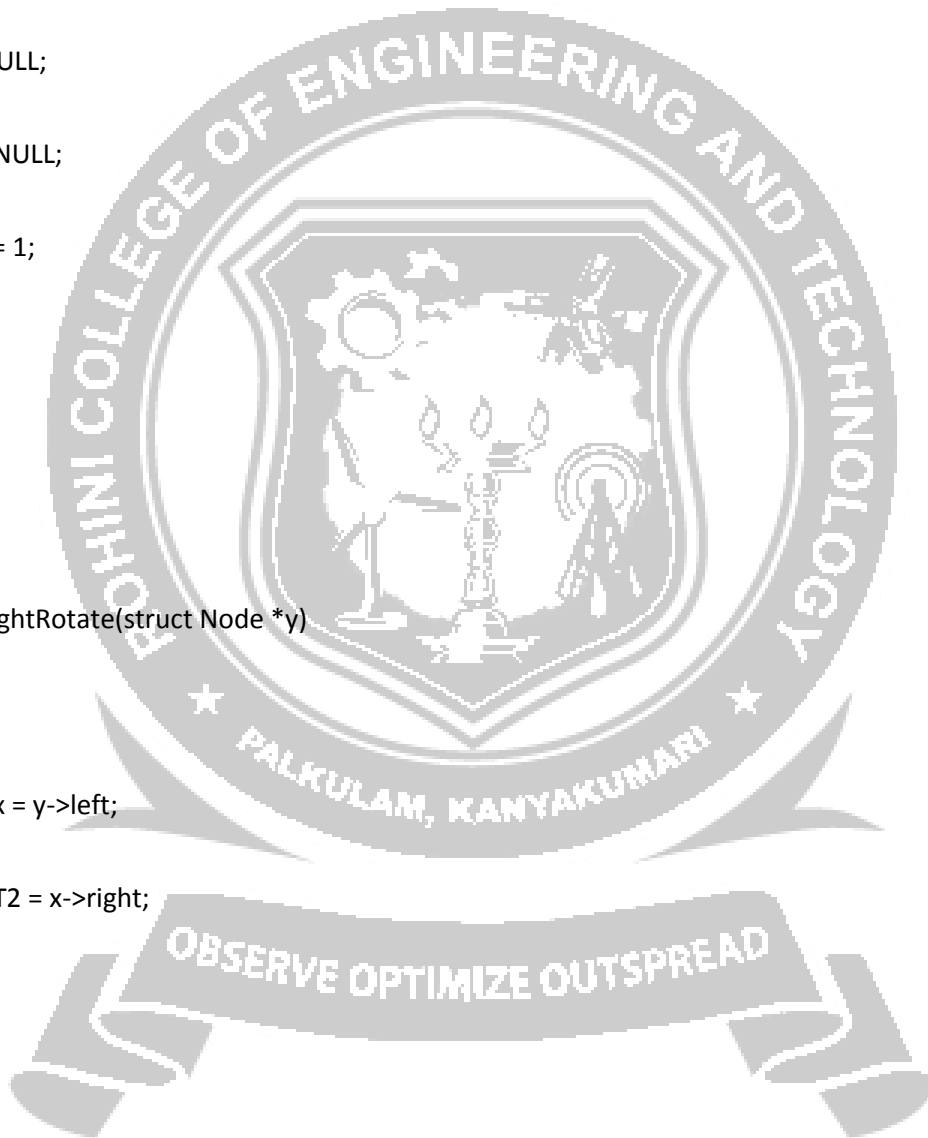 ULL;
NULL;
= 1;
ghtRotate(struct Node *y)
x = y->left;
T2 = x->right;
ROHINI COLLEGE OF ENGINEERING AND TECHNOLOGY
PALKULAM, KANYAKUMARI
OBSERVE OPTIMIZE OUTSPREAD